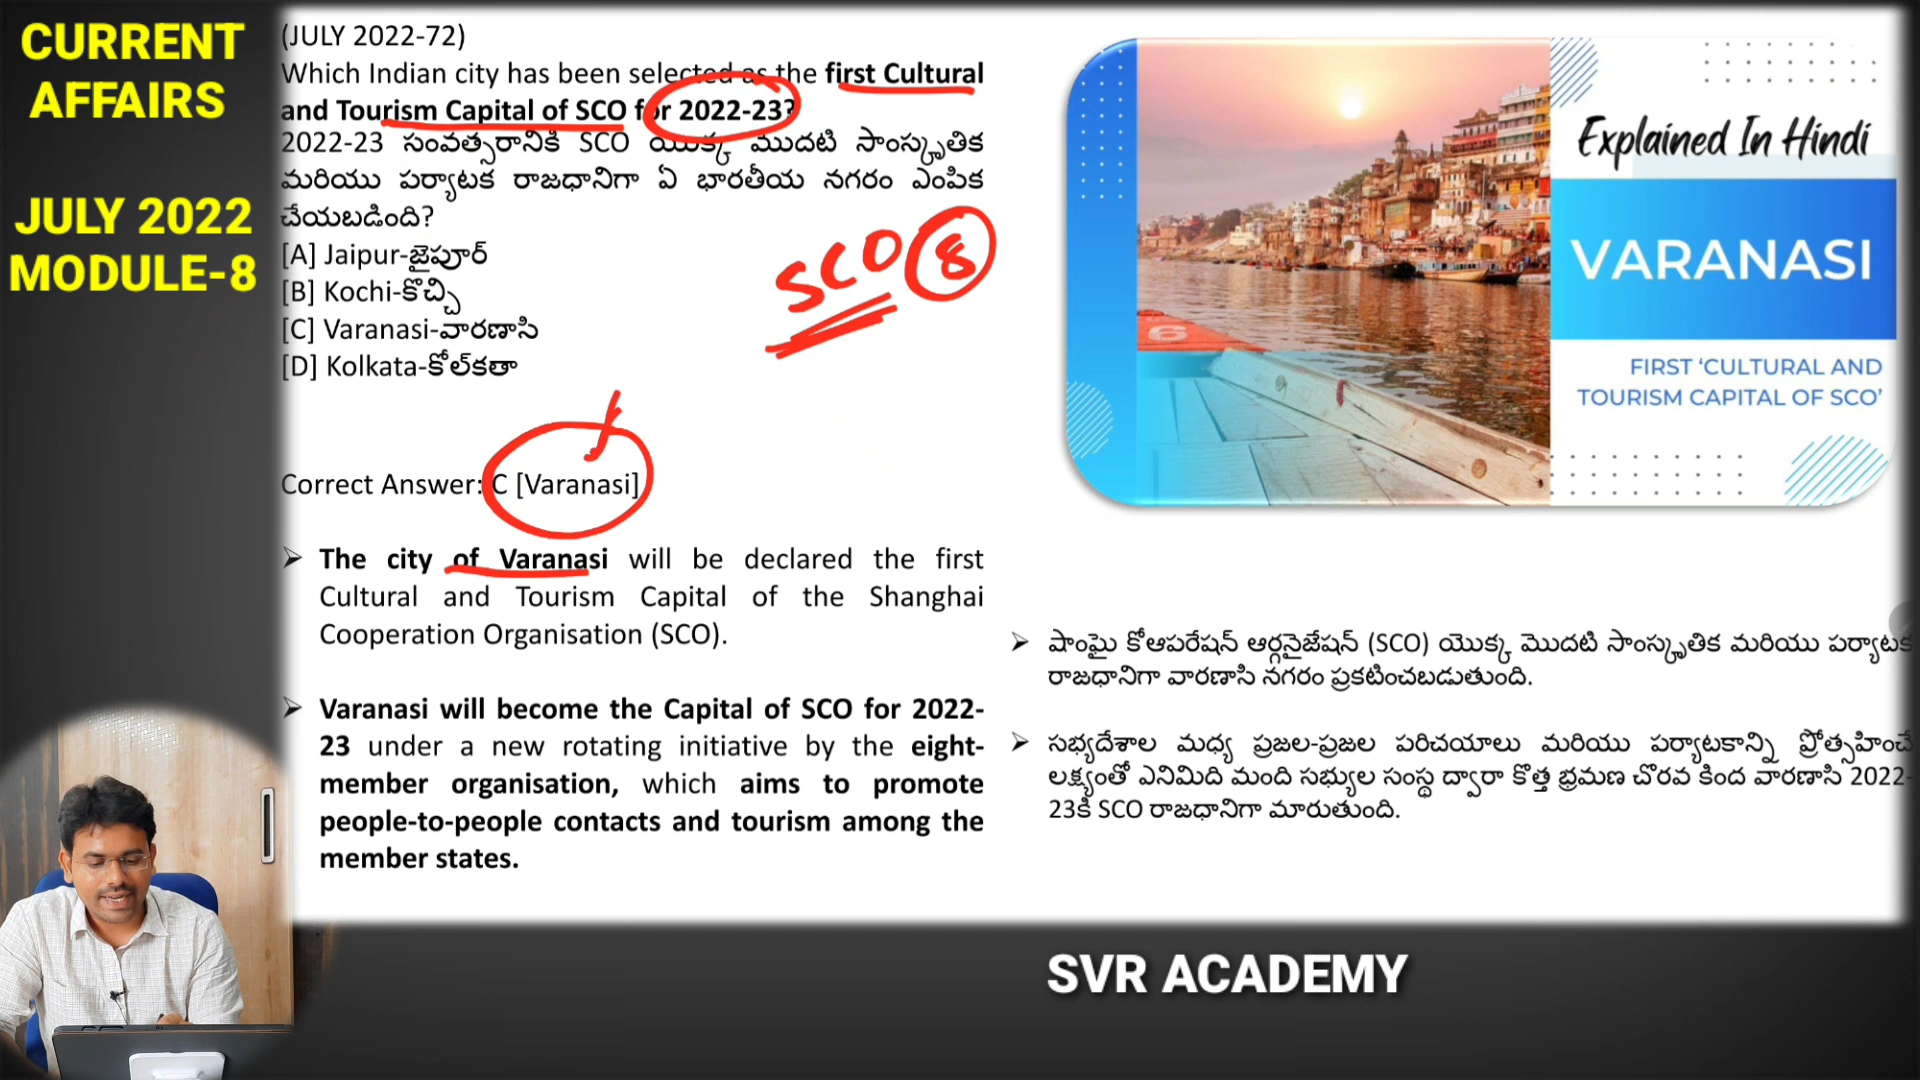 CURRENT
AFFAIRS
JULY 2022
MODULE-8
(JULY 2022-72)
Which Indian city has been selected as the first Cultural
and Tourism Capital of SCO for 2022-23?
2022-23 సంవత్సరానికి SCO యొక్క మొదటి సాంస్కృతిక
మరియు పర్యాటక రాజధానిగా ఏ భారతీయ నగరం ఎంపిక
చేయబడింది?
[A] Jaipur-జైపూర్
[B] Kochi-కొచ్చి
[C] Varanasi-వారణాసి
[D] Kolkata-కోల్‌కతా
SCO 8
Correct Answer: C [Varanasi]
➢ The city of Varanasi will be declared the first
Cultural and Tourism Capital of the Shanghai
Cooperation Organisation (SCO).
➢ Varanasi will become the Capital of SCO for 2022-
23 under a new rotating initiative by the eight-
member organisation, which aims to promote
people-to-people contacts and tourism among the
member states.
Explained In Hindi
VARANASI
FIRST ‘CULTURAL AND
TOURISM CAPITAL OF SCO’
➢ షాంఘై కోఆపరేషన్ ఆర్గనైజేషన్ (SCO) యొక్క మొదటి సాంస్కృతిక మరియు పర్యాటక
రాజధానిగా వారణాసి నగరం ప్రకటించబడుతుంది.
➢ సభ్యదేశాల మధ్య ప్రజల-ప్రజల పరిచయాలు మరియు పర్యాటకాన్ని ప్రోత్సహించే
లక్ష్యంతో ఎనిమిది మంది సభ్యుల సంస్థ ద్వారా కొత్త భ్రమణ చొరవ కింద వారణాసి 2022-
23కి SCO రాజధానిగా మారుతుంది.
SVR ACADEMY